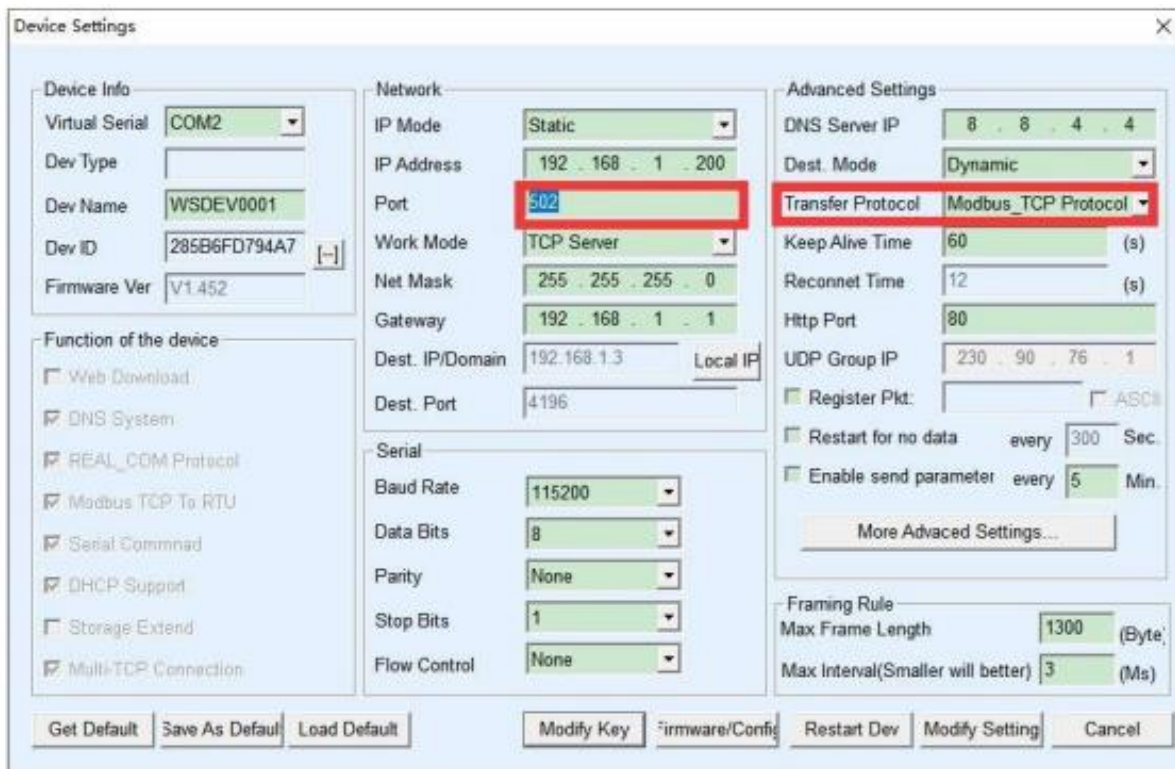 Device Settings
Device Info
Virtual Serial COM2
Dev Type
Dev Name WSDEV0001
Dev ID 285B6FD794A7 [--]
Firmware Ver V1.452
Function of the device
Web Download
DNS System
REAL_COM Protocol
Modbus TCP To RTU
Serial Commnad
DHCP Support
Storage Extend
Multi-TCP Connection
Network
IP Mode Static
IP Address 192 . 168 . 1 . 200
Port 502
Work Mode TCP Server
Net Mask 255 . 255 . 255 . 0
Gateway 192 . 168 . 1 . 1
Dest. IP/Domain 192.168.1.3 Local IP
Dest. Port 4196
Serial
Baud Rate 115200
Data Bits 8
Parity None
Stop Bits 1
Flow Control None
Advanced Settings
DNS Server IP 8 . 8 . 4 . 4
Dest. Mode Dynamic
Transfer Protocol Modbus_TCP Protocol
Keep Alive Time 60 (s)
Reconnet Time 12 (s)
Http Port 80
UDP Group IP 230 . 90 . 76 . 1
Register Pkt: ASCII
Restart for no data every 300 Sec.
Enable send parameter every 5 Min.
More Advaced Settings...
Framing Rule
Max Frame Length 1300 (Byte)
Max Interval(Smaller will better) 3 (Ms)
Get Default Save As Defaul Load Default Modify Key Firmware/Config Restart Dev Modify Setting Cancel